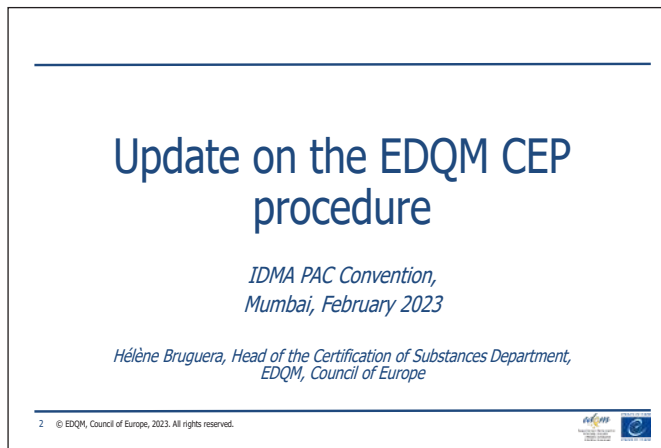 Update on the EDQM CEP
procedure
IDMA PAC Convention,
Mumbai, February 2023
Hélène Bruguera, Head of the Certification of Substances Department,
EDQM, Council of Europe
2 © EDQM, Council of Europe, 2023. All rights reserved.
edqm